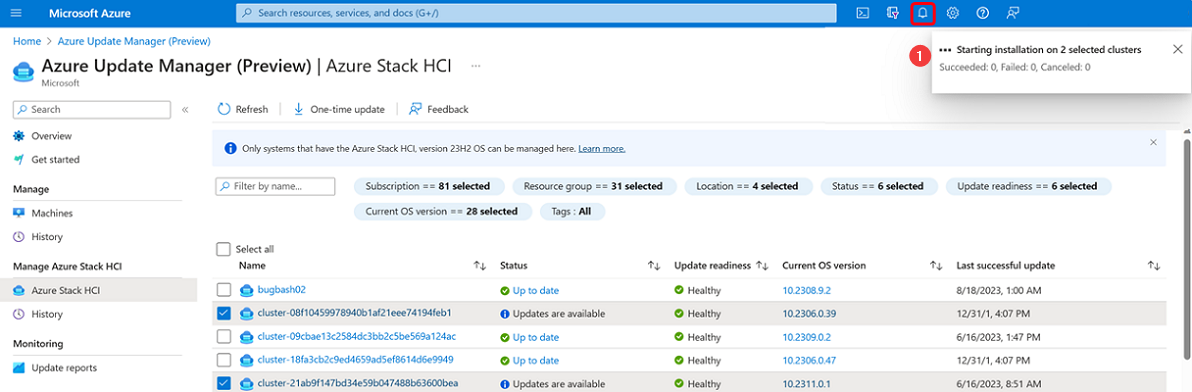 Microsoft Azure
Search resources, services, and docs (G+/)
Home > Azure Update Manager (Preview)
1
Starting installation on 2 selected clusters
Succeeded: 0, Failed: 0, Canceled: 0
Azure Update Manager (Preview) | Azure Stack HCI ...
Microsoft
Search
«
Refresh
One-time update
Feedback
Overview
Get started
Manage
Machines
History
Manage Azure Stack HCI
Azure Stack HCI
History
Monitoring
Update reports
Only systems that have the Azure Stack HCI, version 23H2 OS can be managed here. Learn more.
Filter by name...
Subscription == 81 selected
Resource group == 31 selected
Location == 4 selected
Status == 6 selected
Update readiness == 6 selected
Current OS version == 28 selected
Tags : All
Select all
Name Status Update readiness Current OS version Last successful update
bugbash02 Up to date Healthy 10.2308.9.2 8/18/2023, 1:00 AM
cluster-08f10459978940b1af21eee74194feb1 Updates are available Healthy 10.2306.0.39 12/31/1, 4:07 PM
cluster-09cbae13c2584dc3bb2c5be569a124ac Up to date Healthy 10.2309.0.2 6/16/2023, 1:47 PM
cluster-18fa3cb2c9ed4659ad5ef8614d6e9949 Up to date Healthy 10.2306.0.47 12/31/1, 4:07 PM
cluster-21ab9f147bd34e59b047488b63600bea Updates are available Healthy 10.2311.0.1 6/16/2023, 8:51 AM